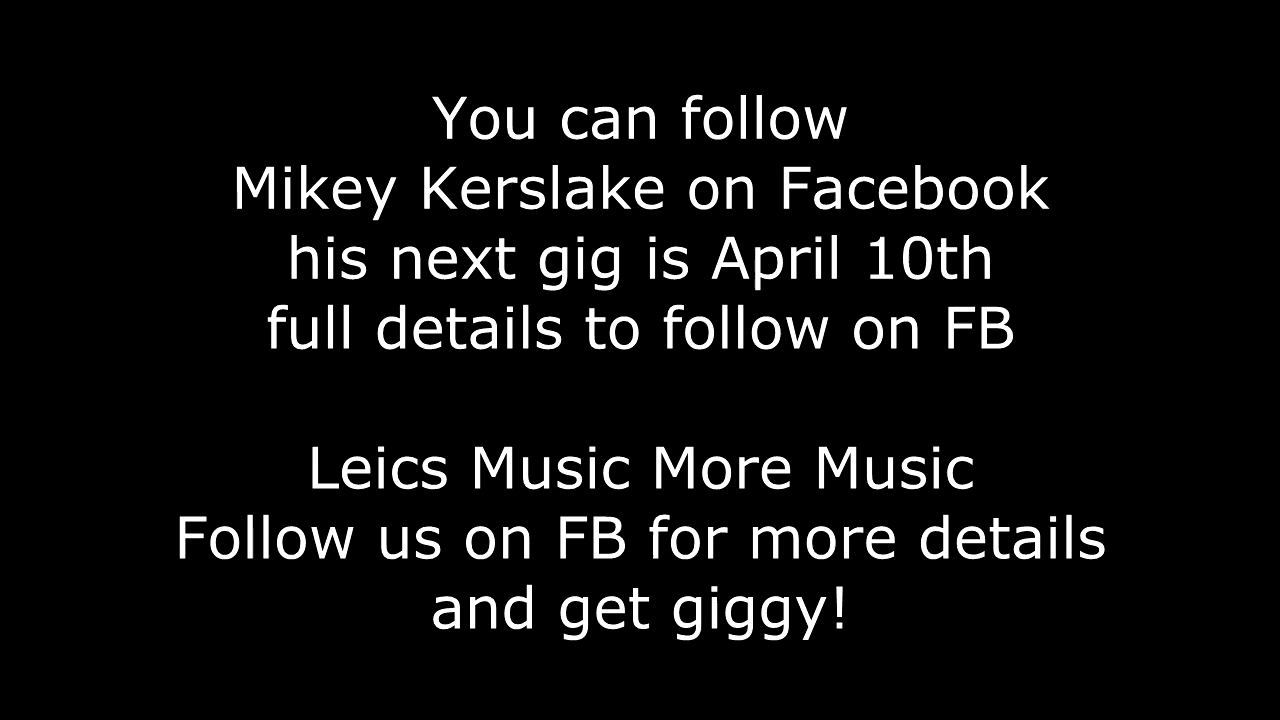 You can follow
Mikey Kerslake on Facebook
his next gig is April 10th
full details to follow on FB
Leics Music More Music
Follow us on FB for more details
and get giggy!